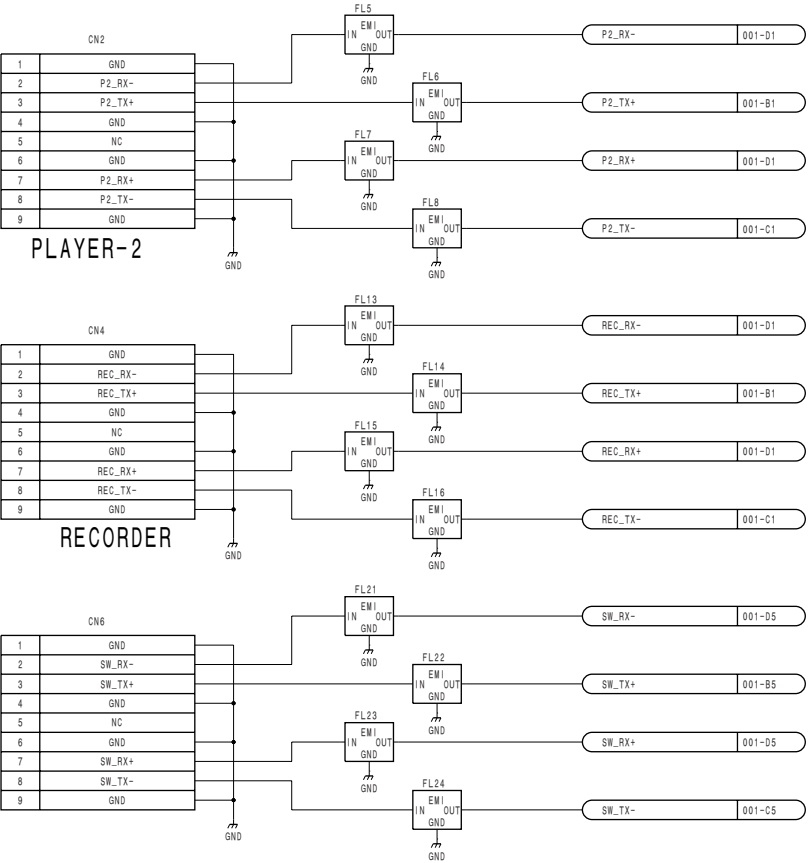 FL5
EMI
IN OUT
GND
GND
P2_RX- 001-D1
CN2
1 GND
2 P2_RX-
3 P2_TX+
4 GND
5 NC
6 GND
7 P2_RX+
8 P2_TX-
9 GND
PLAYER-2
GND
FL6
EMI
IN OUT
GND
GND
P2_TX+ 001-B1
FL7
EMI
IN OUT
GND
GND
P2_RX+ 001-D1
FL8
EMI
IN OUT
GND
GND
P2_TX- 001-C1
FL13
EMI
IN OUT
GND
GND
REC_RX- 001-D1
CN4
1 GND
2 REC_RX-
3 REC_TX+
4 GND
5 NC
6 GND
7 REC_RX+
8 REC_TX-
9 GND
RECORDER
GND
FL14
EMI
IN OUT
GND
GND
REC_TX+ 001-B1
FL15
EMI
IN OUT
GND
GND
REC_RX+ 001-D1
FL16
EMI
IN OUT
GND
GND
REC_TX- 001-C1
FL21
EMI
IN OUT
GND
GND
SW_RX- 001-D5
CN6
1 GND
2 SW_RX-
3 SW_TX+
4 GND
5 NC
6 GND
7 SW_RX+
8 SW_TX-
9 GND
GND
FL22
EMI
IN OUT
GND
GND
SW_TX+ 001-B5
FL23
EMI
IN OUT
GND
GND
SW_RX+ 001-D5
FL24
EMI
IN OUT
GND
GND
SW_TX- 001-C5